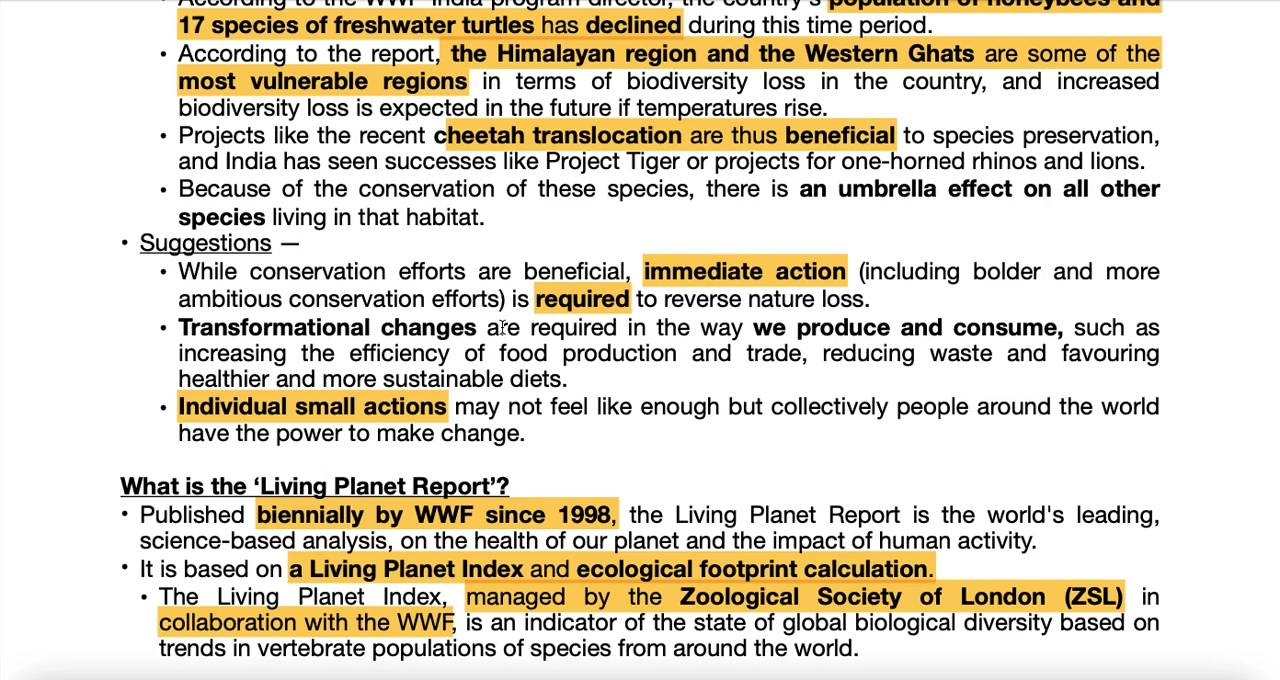 According to the WWF India program director, the country's population of honeybees and
17 species of freshwater turtles has declined during this time period.
• According to the report, the Himalayan region and the Western Ghats are some of the
most vulnerable regions in terms of biodiversity loss in the country, and increased
biodiversity loss is expected in the future if temperatures rise.
• Projects like the recent cheetah translocation are thus beneficial to species preservation,
and India has seen successes like Project Tiger or projects for one-horned rhinos and lions.
• Because of the conservation of these species, there is an umbrella effect on all other
species living in that habitat.
• Suggestions —
• While conservation efforts are beneficial, immediate action (including bolder and more
ambitious conservation efforts) is required to reverse nature loss.
• Transformational changes are required in the way we produce and consume, such as
increasing the efficiency of food production and trade, reducing waste and favouring
healthier and more sustainable diets.
• Individual small actions may not feel like enough but collectively people around the world
have the power to make change.
What is the ‘Living Planet Report’?
• Published biennially by WWF since 1998, the Living Planet Report is the world's leading,
science-based analysis, on the health of our planet and the impact of human activity.
• It is based on a Living Planet Index and ecological footprint calculation.
• The Living Planet Index, managed by the Zoological Society of London (ZSL) in
collaboration with the WWF, is an indicator of the state of global biological diversity based on
trends in vertebrate populations of species from around the world.